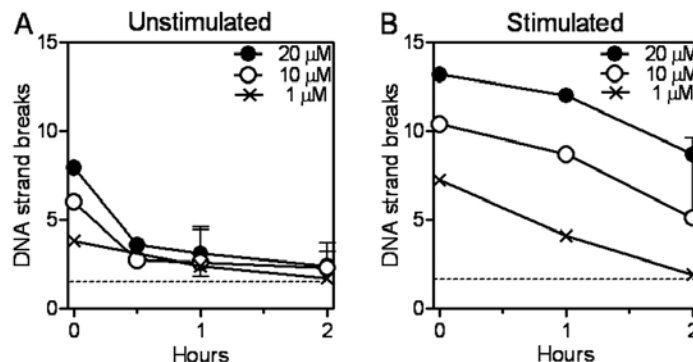 A Unstimulated
15
10
5
0
DNA strand breaks
20 µM
10 µM
1 µM
0 1 2
Hours
B Stimulated
15
10
5
0
DNA strand breaks
20 µM
10 µM
1 µM
0 1 2
Hours